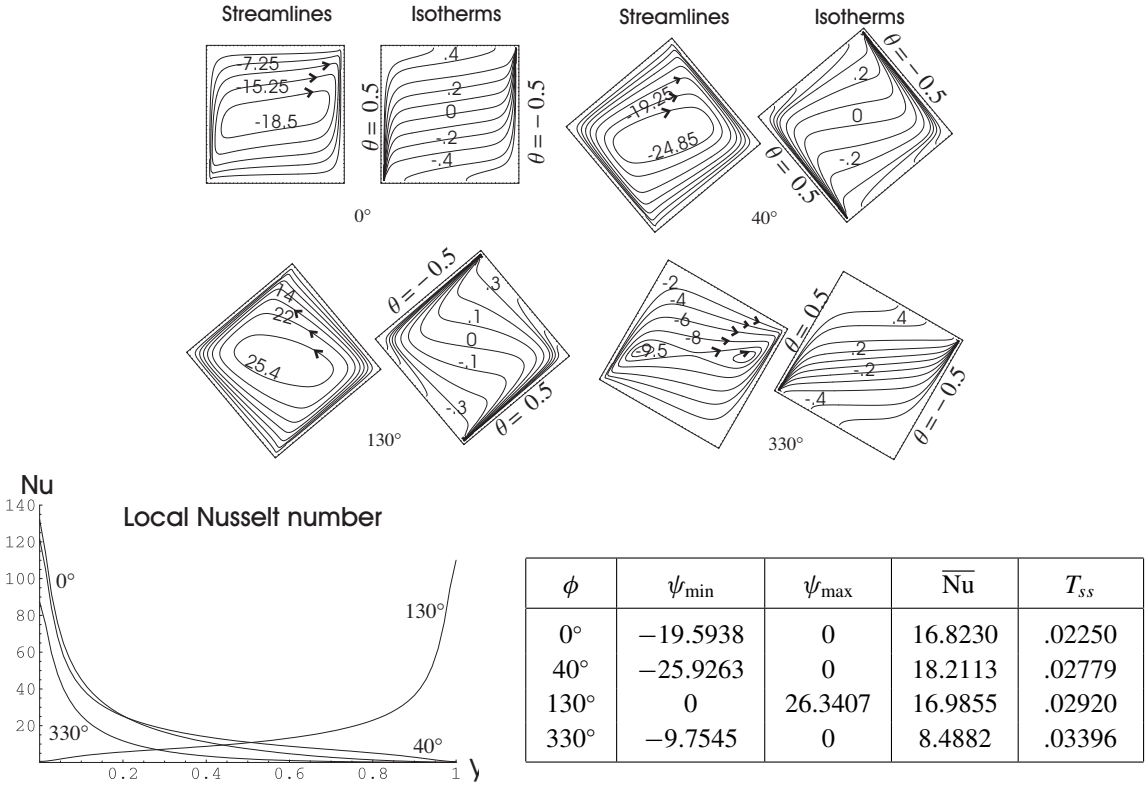 Streamlines Isotherms Streamlines Isotherms
-7.25
-15.25
-18.5
.4
.2
0
-.2
-.4
θ = 0.5
θ = -0.5
0°
-19.25
-24.85
.2
0
-.2
θ = -0.5
θ = 0.5
40°
14
22
25.4
.3
.1
0
-.1
-.3
θ = -0.5
θ = 0.5
130°
-2
-4
-6
-8
-9.5
.4
.2
-.2
-.4
θ = 0.5
θ = -0.5
330°
Nu
Local Nusselt number
140
120
100
80
60
40
20
0°
130°
330°
40°
0.2 0.4 0.6 0.8 1 y
ϕ ψmin ψmax Nu Tss
0° −19.5938 0 16.8230 .02250
40° −25.9263 0 18.2113 .02779
130° 0 26.3407 16.9855 .02920
330° −9.7545 0 8.4882 .03396